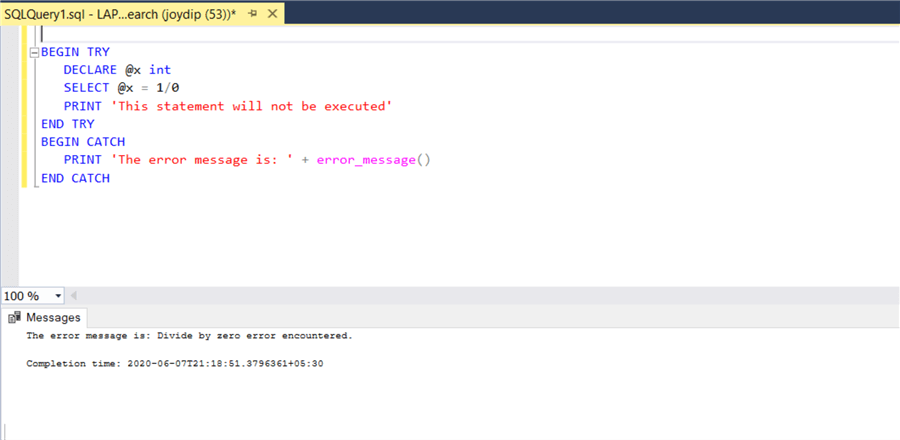 SQLQuery1.sql - LAP...earch (joydip (53))*
BEGIN TRY
DECLARE @x int
SELECT @x = 1/0
PRINT 'This statement will not be executed'
END TRY
BEGIN CATCH
PRINT 'The error message is: ' + error_message()
END CATCH
100 %
Messages
The error message is: Divide by zero error encountered.
Completion time: 2020-06-07T21:18:51.3796361+05:30